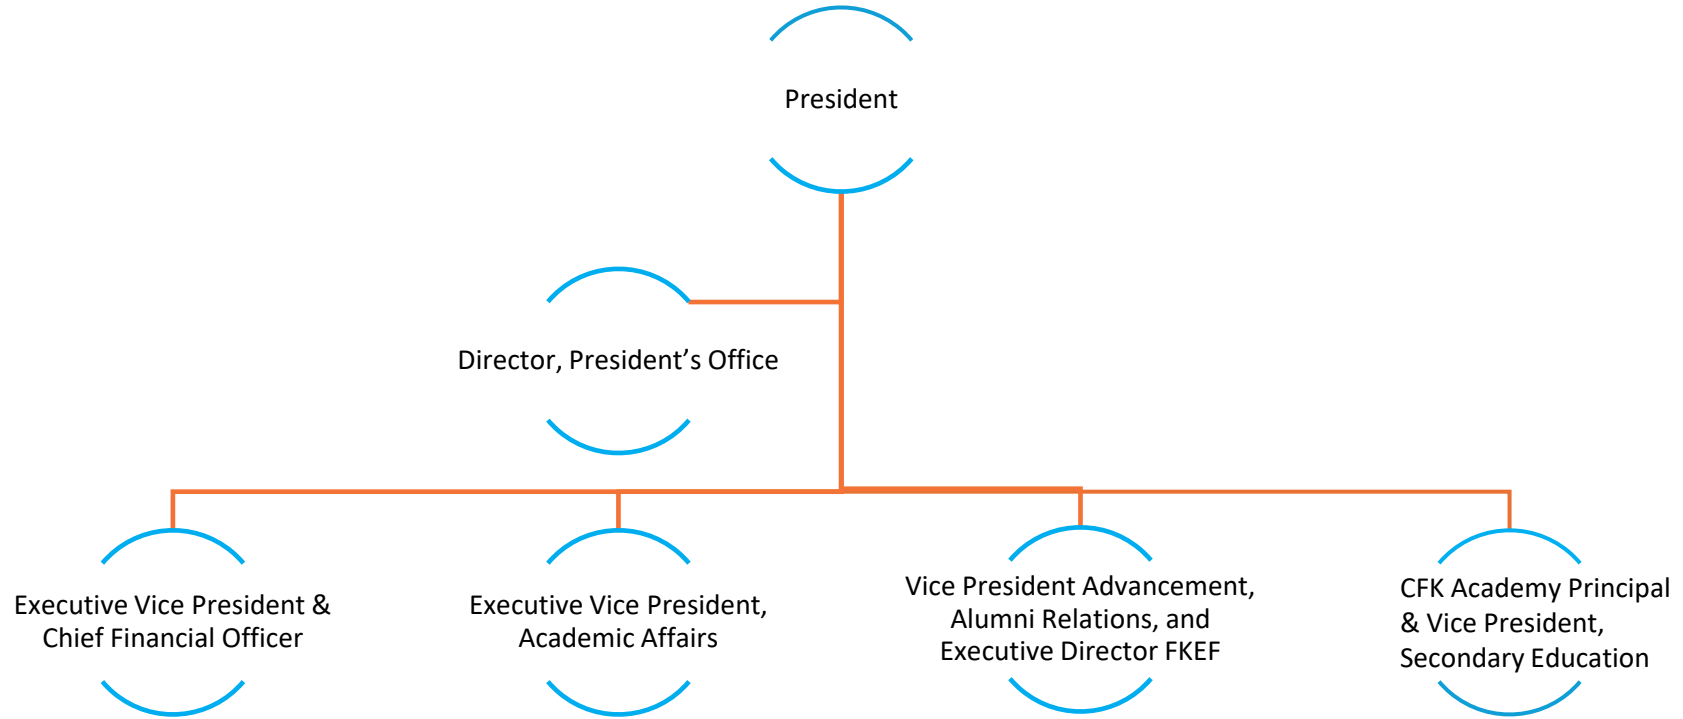 President
Director, President’s Office
Executive Vice President &
Chief Financial Officer
Executive Vice President,
Academic Affairs
Vice President Advancement,
Alumni Relations, and
Executive Director FKEF
CFK Academy Principal
& Vice President,
Secondary Education